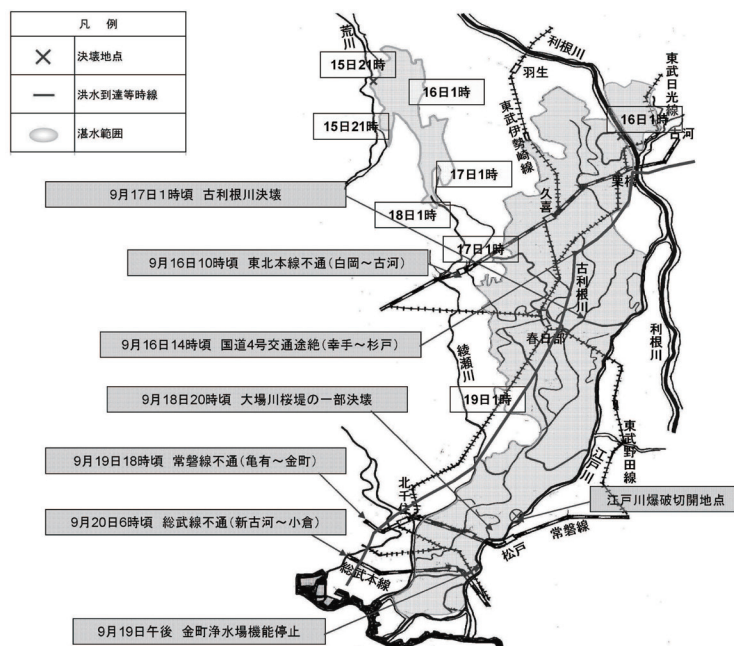 凡 例
決壊地点
洪水到達等時線
湛水範囲
荒川
15日21時
16日1時
15日21時
17日1時
18日1時
17日1時
利根川
羽生
東武伊勢崎線
東武日光線
16日1時
古河
栗橋
久喜
9月17日1時頃 古利根川決壊
9月16日10時頃 東北本線不通(白岡~古河)
古利根川
9月16日14時頃 国道4号交通途絶(幸手~杉戸)
春日部
利根川
綾瀬川
9月18日20時頃 大場川桜堤の一部決壊
19日1時
東武野田線
江戸川
9月19日18時頃 常磐線不通(亀有~金町)
北千住
江戸川爆破切開地点
9月20日6時頃 総武線不通(新古河~小倉)
常磐線
松戸
総武本線
9月19日午後 金町浄水場機能停止